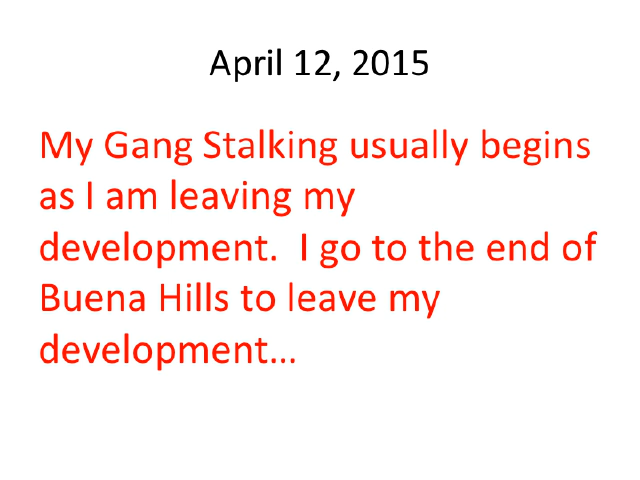 April 12, 2015
My Gang Stalking usually begins
as I am leaving my
development.  I go to the end of
Buena Hills to leave my
development…